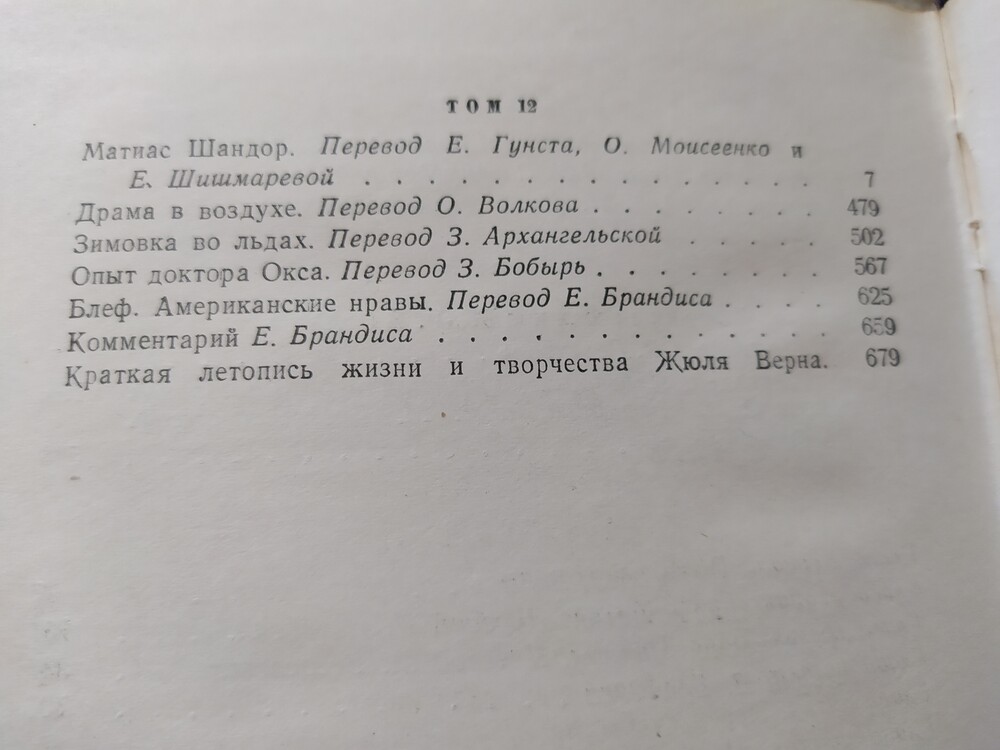 ТОМ 12
Матиас Шандор. Перевод Е. Гунста, О. Моисеенко и
Е. Шишмаревой . . . . . . . . . . . . . . . 7
Драма в воздухе. Перевод О. Волкова . . . . . . . . 479
Зимовка во льдах. Перевод З. Архангельской . . . . . 502
Опыт доктора Окса. Перевод З. Бобырь . . . . . . . . 567
Блеф. Американские нравы. Перевод Е. Брандиса . . . . 625
Комментарий Е. Брандиса . . . . . . . . . . . . . 659
Краткая летопись жизни и творчества Жюля Верна. 679